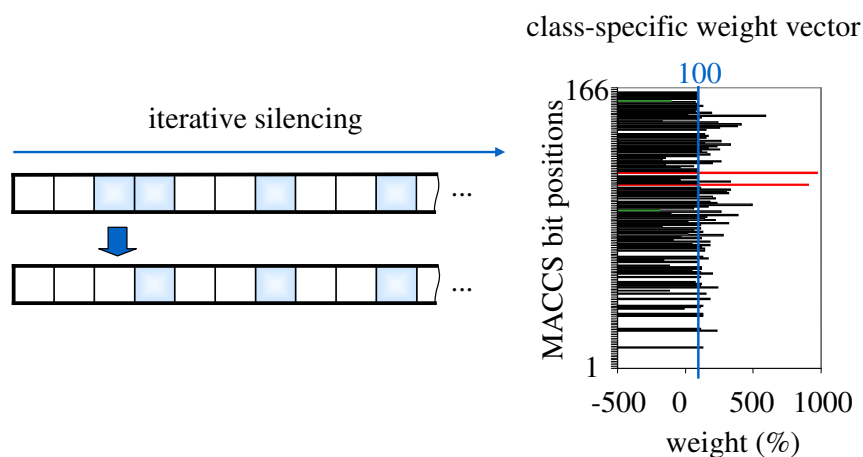 class-specific weight vector
100
166
iterative silencing
...
...
MACCS bit positions
1
-500 0 500 1000
weight (%)